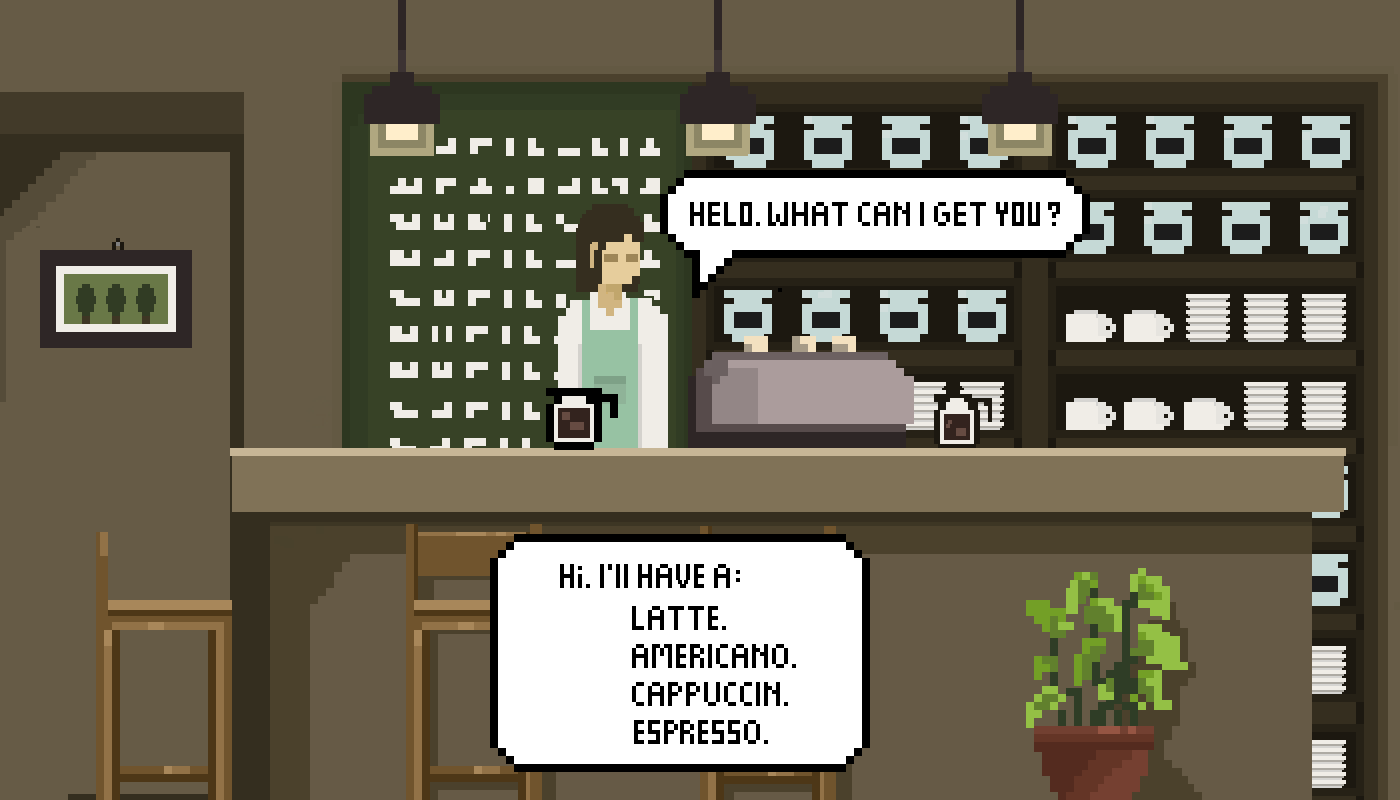 HELO. WHAT CAN I GET YOU?
Hi. I'll HAVE A:
LATTE.
AMERICANO.
CAPPUCCIN.
ESPRESSO.